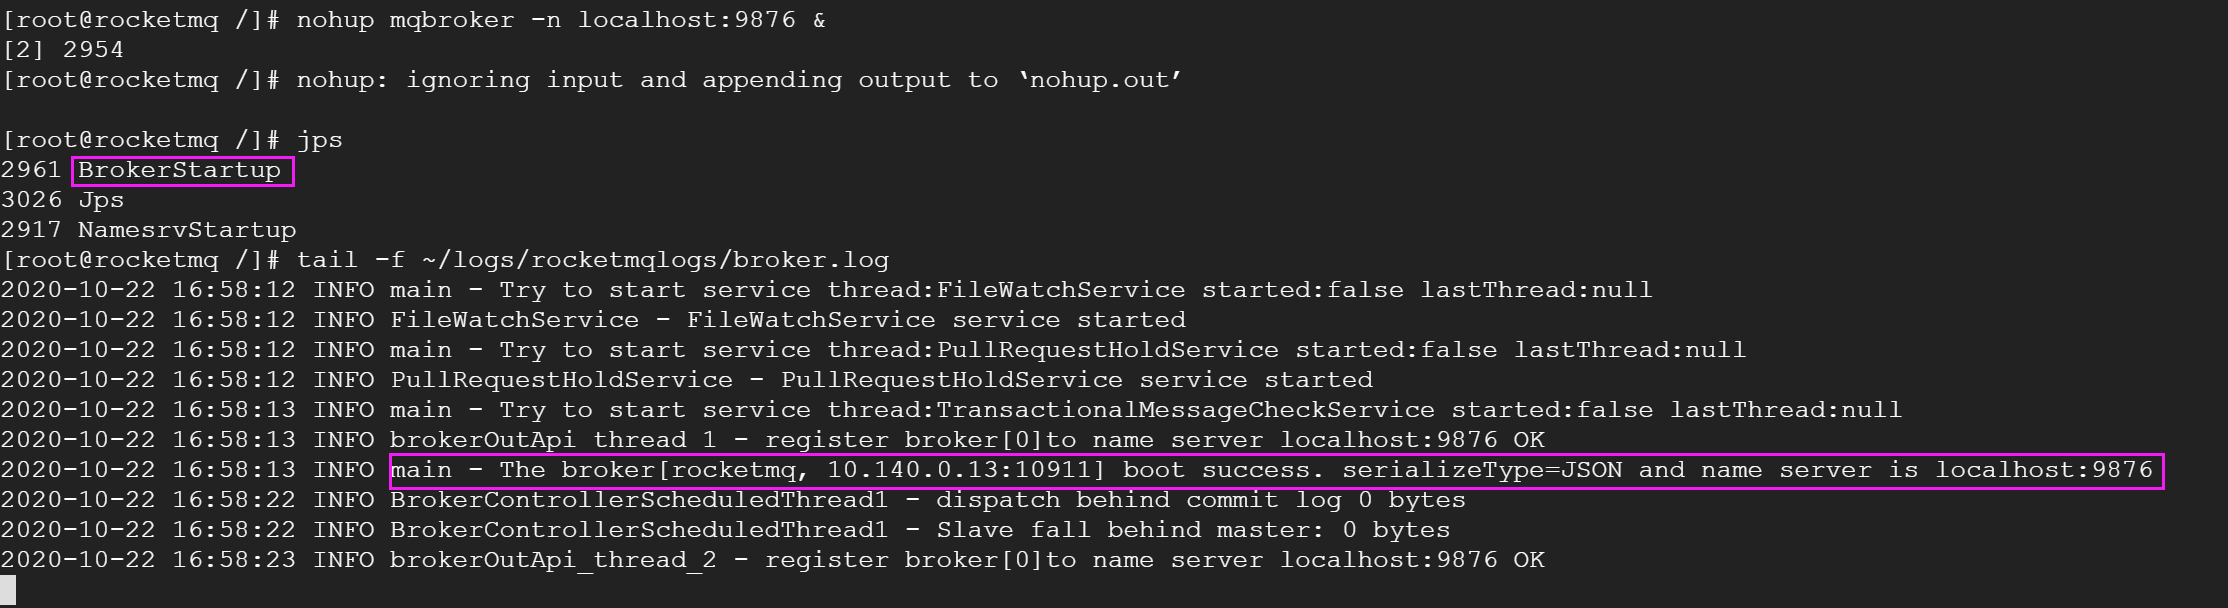 [root@rocketmq /]# nohup mqbroker -n localhost:9876 &
[2] 2954
[root@rocketmq /]# nohup: ignoring input and appending output to ‘nohup.out’
[root@rocketmq /]# jps
2961 BrokerStartup
3026 Jps
2917 NamesrvStartup
[root@rocketmq /]# tail -f ~/logs/rocketmqlogs/broker.log
2020-10-22 16:58:12 INFO main - Try to start service thread:FileWatchService started:false lastThread:null
2020-10-22 16:58:12 INFO FileWatchService - FileWatchService service started
2020-10-22 16:58:12 INFO main - Try to start service thread:PullRequestHoldService started:false lastThread:null
2020-10-22 16:58:12 INFO PullRequestHoldService - PullRequestHoldService service started
2020-10-22 16:58:13 INFO main - Try to start service thread:TransactionalMessageCheckService started:false lastThread:null
2020-10-22 16:58:13 INFO brokerOutApi thread 1 - register broker[0]to name server localhost:9876 OK
2020-10-22 16:58:13 INFO main - The broker[rocketmq, 10.140.0.13:10911] boot success. serializeType=JSON and name server is localhost:9876
2020-10-22 16:58:22 INFO BrokerControllerScheduledThread1 - dispatch behind commit log 0 bytes
2020-10-22 16:58:22 INFO BrokerControllerScheduledThread1 - Slave fall behind master: 0 bytes
2020-10-22 16:58:23 INFO brokerOutApi_thread_2 - register broker[0]to name server localhost:9876 OK